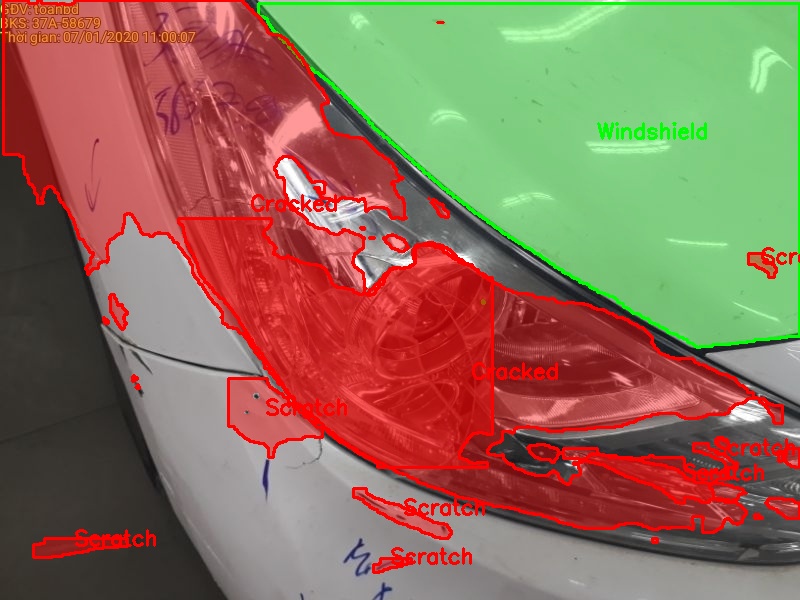 GDV: toanbd
BKS: 37A-58679
Thời gian: 07/01/2020 11:00:07
Windshield
Cracked
Scr
Cracked
Scratch
Scratch
Scratch
Scratch
Scratch
Scratch